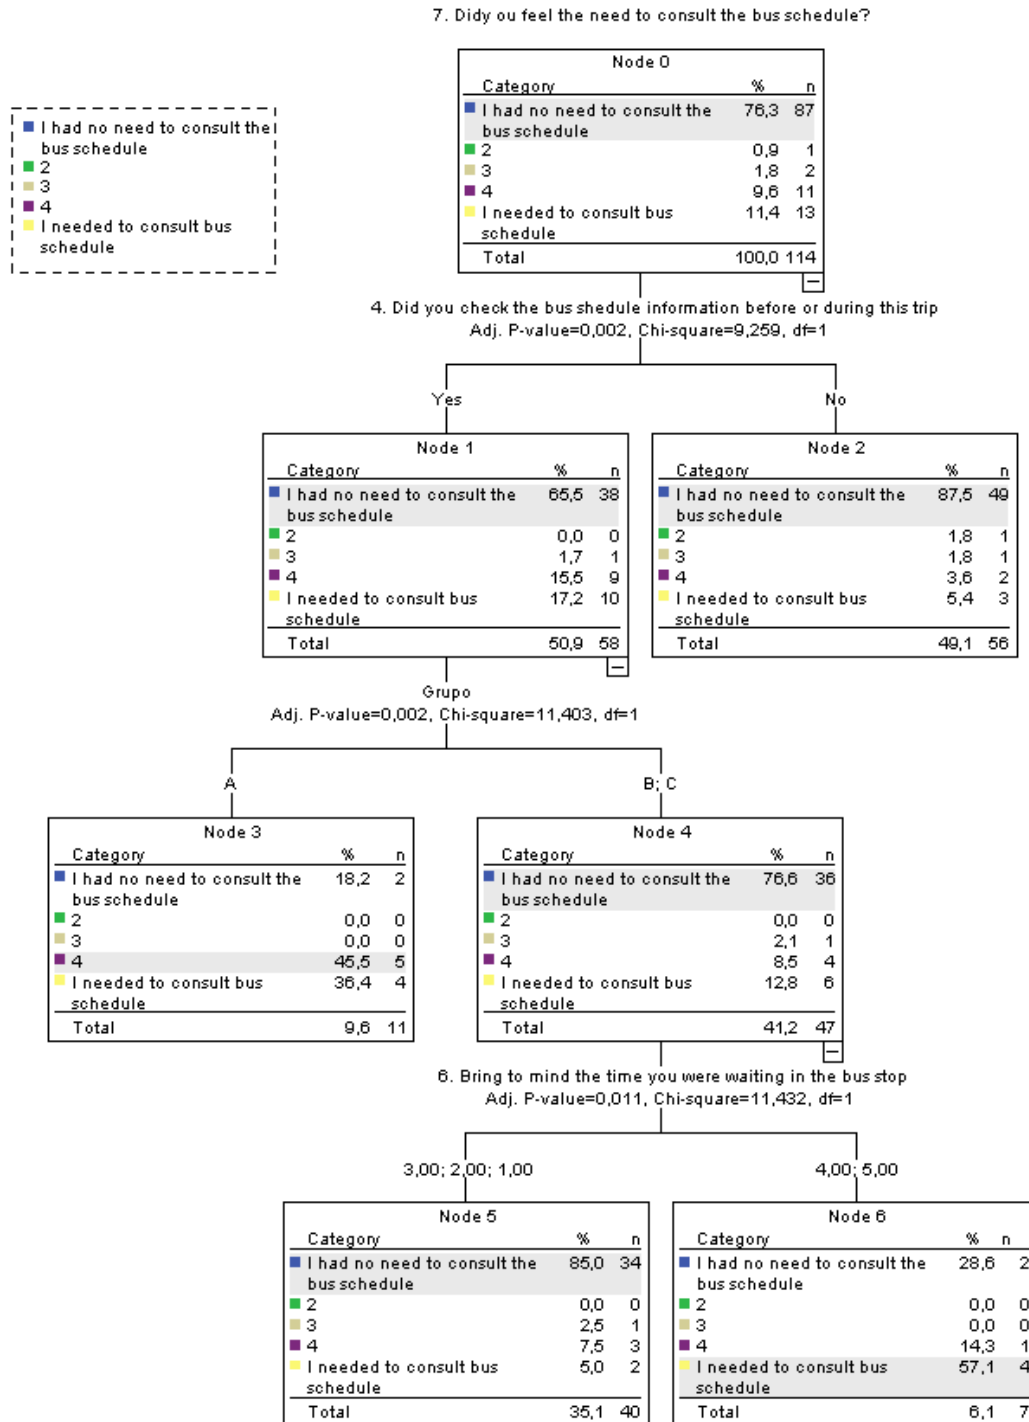 7. Didy ou feel the need to consult the bus schedule?
I had no need to consult the
bus schedule
2
3
4
I needed to consult bus
schedule
Node 0
Category % n
I had no need to consult the 76,3 87
bus schedule
2 0,9 1
3 1,8 2
4 9,6 11
I needed to consult bus 11,4 13
schedule
Total 100,0 114
4. Did you check the bus shedule information before or during this trip
Adj. P-value=0,002, Chi-square=9,259, df=1
Yes
No
Node 1
Category % n
I had no need to consult the 65,5 38
bus schedule
2 0,0 0
3 1,7 1
4 15,5 9
I needed to consult bus 17,2 10
schedule
Total 50,9 58
Node 2
Category % n
I had no need to consult the 87,5 49
bus schedule
2 1,8 1
3 1,8 1
4 3,6 2
I needed to consult bus 5,4 3
schedule
Total 49,1 56
Grupo
Adj. P-value=0,002, Chi-square=11,403, df=1
A
B; C
Node 3
Category % n
I had no need to consult the 18,2 2
bus schedule
2 0,0 0
3 0,0 0
4 45,5 5
I needed to consult bus 36,4 4
schedule
Total 9,6 11
Node 4
Category % n
I had no need to consult the 76,6 36
bus schedule
2 0,0 0
3 2,1 1
4 8,5 4
I needed to consult bus 12,8 6
schedule
Total 41,2 47
6. Bring to mind the time you were waiting in the bus stop
Adj. P-value=0,011, Chi-square=11,432, df=1
3,00; 2,00; 1,00
4,00; 5,00
Node 5
Category % n
I had no need to consult the 85,0 34
bus schedule
2 0,0 0
3 2,5 1
4 7,5 3
I needed to consult bus 5,0 2
schedule
Total 35,1 40
Node 6
Category % n
I had no need to consult the 28,6 2
bus schedule
2 0,0 0
3 0,0 0
4 14,3 1
I needed to consult bus 57,1 4
schedule
Total 6,1 7